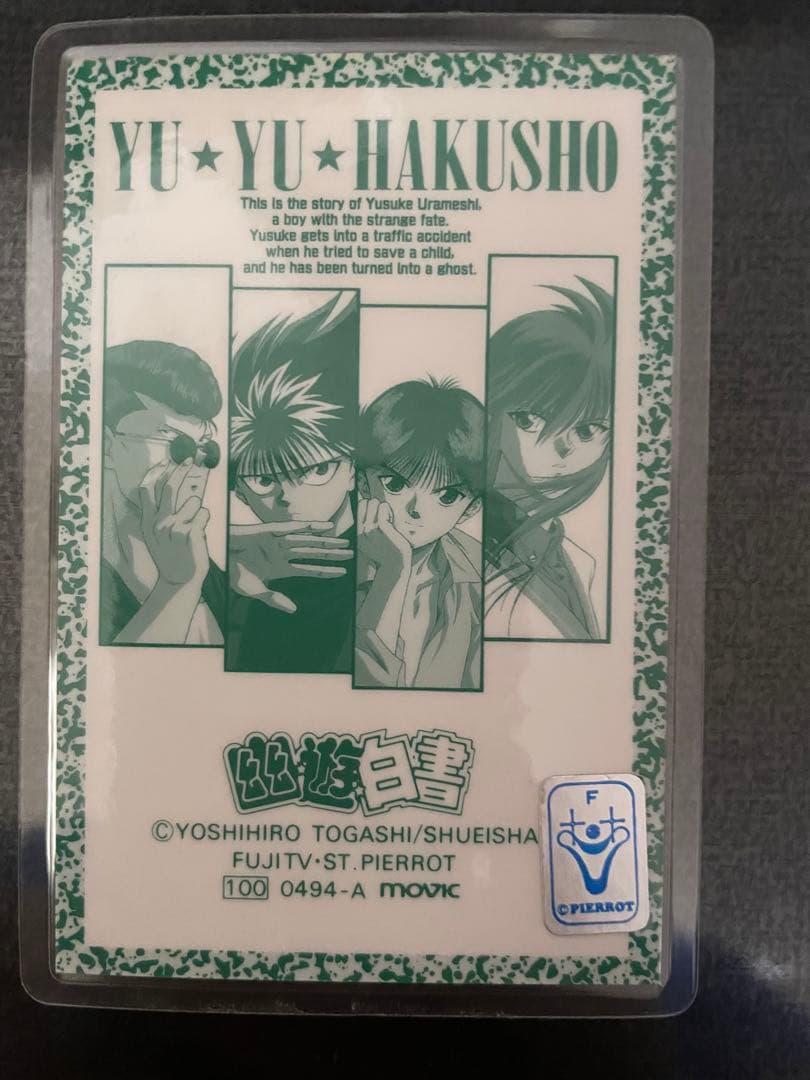 YU★YU★HAKUSHO
This is the story of Yusuke Urameshi,
a boy with the strange fate.
Yusuke gets into a traffic accident
when he tried to save a child,
and he has been turned into a ghost.
幽遊白書
©YOSHIHIRO TOGASHI/SHUEISHA
FUJITV・ST.PIERROT
100 0494-A movic
F
©PIERROT